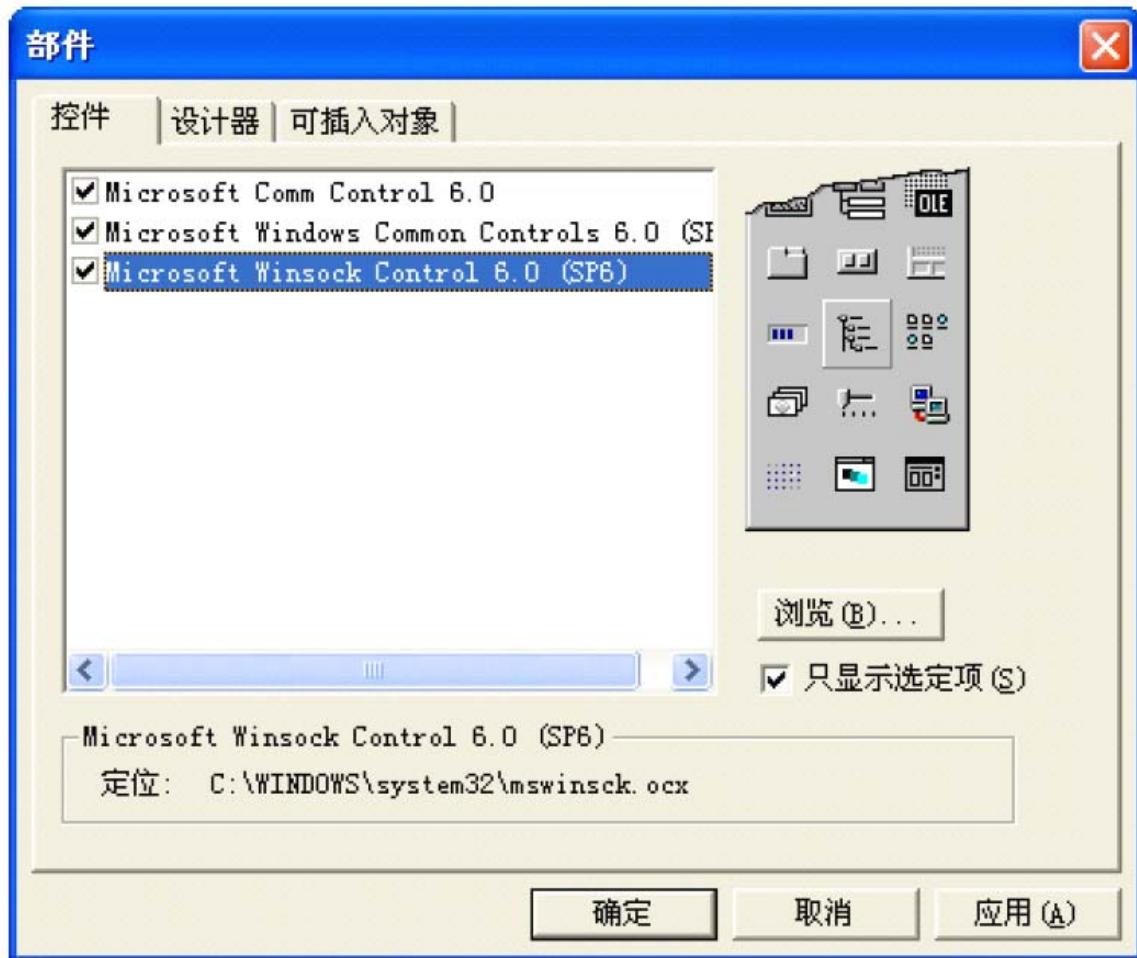 部件
控件 设计器 可插入对象
Microsoft Comm Control 6.0
Microsoft Windows Common Controls 6.0 (SP
Microsoft Winsock Control 6.0 (SP6)
OLE
浏览(B)...
只显示选定项(S)
Microsoft Winsock Control 6.0 (SP6)
定位: C:\WINDOWS\system32\mswinsck.ocx
确定 取消 应用(A)